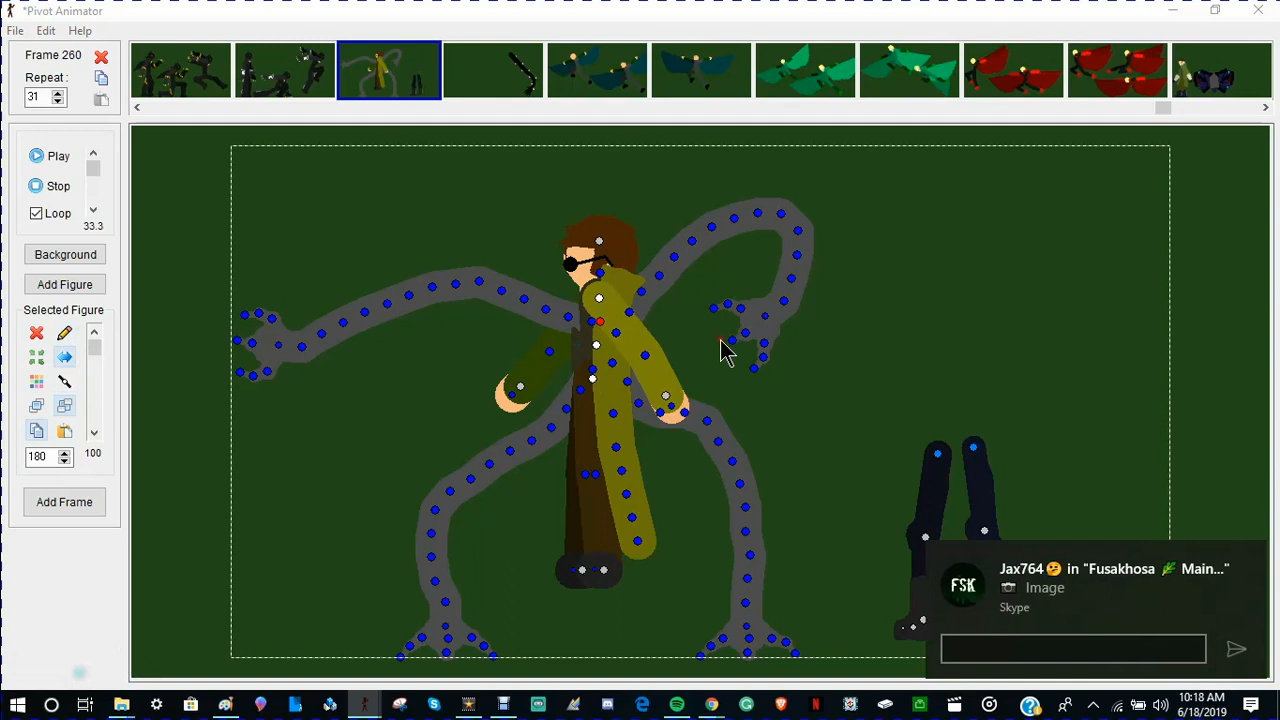 *Pivot Animator
File Edit Help
Frame 260
Repeat:
31
Play
Stop
Loop
33.3
Background
Add Figure
Selected Figure
180
100
Add Frame
FSK
Jax764🤔 in "Fusakhosa 🌿 Main..."
Image
Skype
10:18 AM
6/18/2019